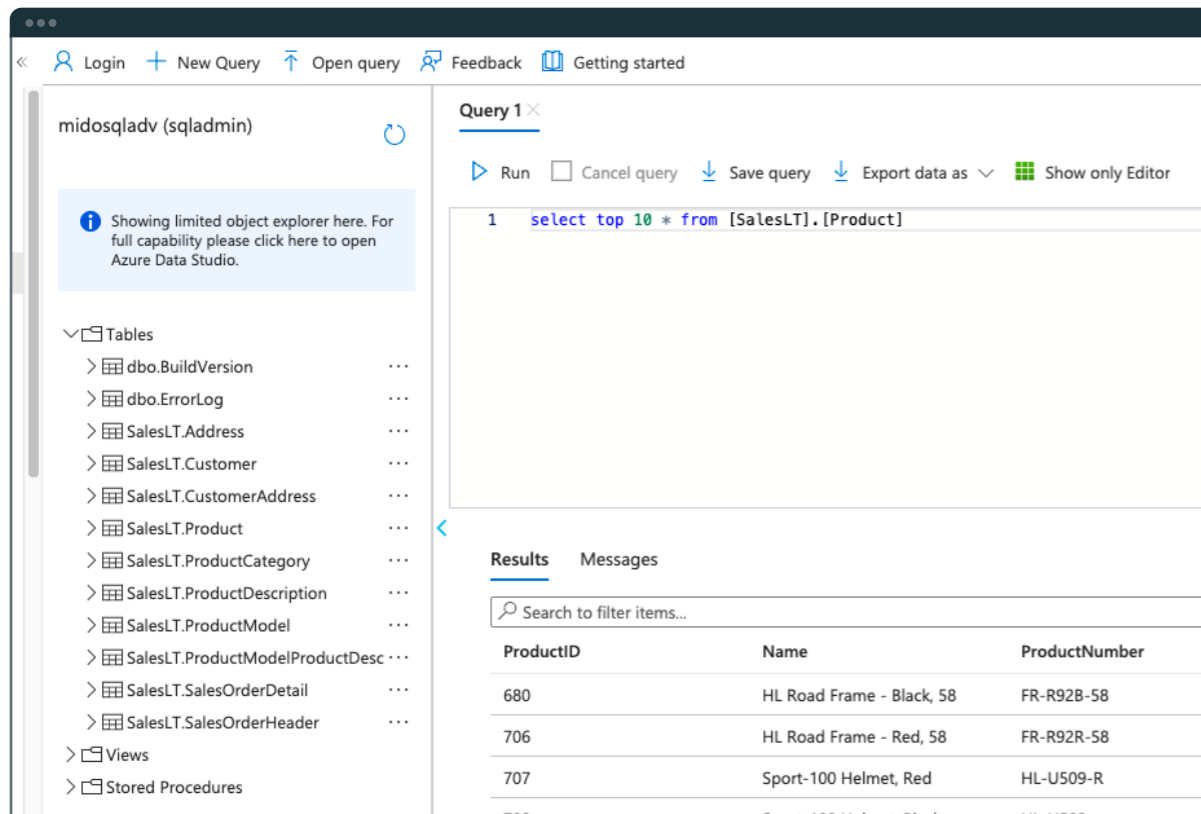 Login New Query Open query Feedback Getting started
midosqladv (sqladmin)
Showing limited object explorer here. For
full capability please click here to open
Azure Data Studio.
Tables
dbo.BuildVersion
dbo.ErrorLog
SalesLT.Address
SalesLT.Customer
SalesLT.CustomerAddress
SalesLT.Product
SalesLT.ProductCategory
SalesLT.ProductDescription
SalesLT.ProductModel
SalesLT.ProductModelProductDesc
SalesLT.SalesOrderDetail
SalesLT.SalesOrderHeader
Views
Stored Procedures
Query 1
Run Cancel query Save query Export data as Show only Editor
1 select top 10 * from [SalesLT].[Product]
Results Messages
Search to filter items...
ProductID Name ProductNumber
680 HL Road Frame - Black, 58 FR-R92B-58
706 HL Road Frame - Red, 58 FR-R92R-58
707 Sport-100 Helmet, Red HL-U509-R